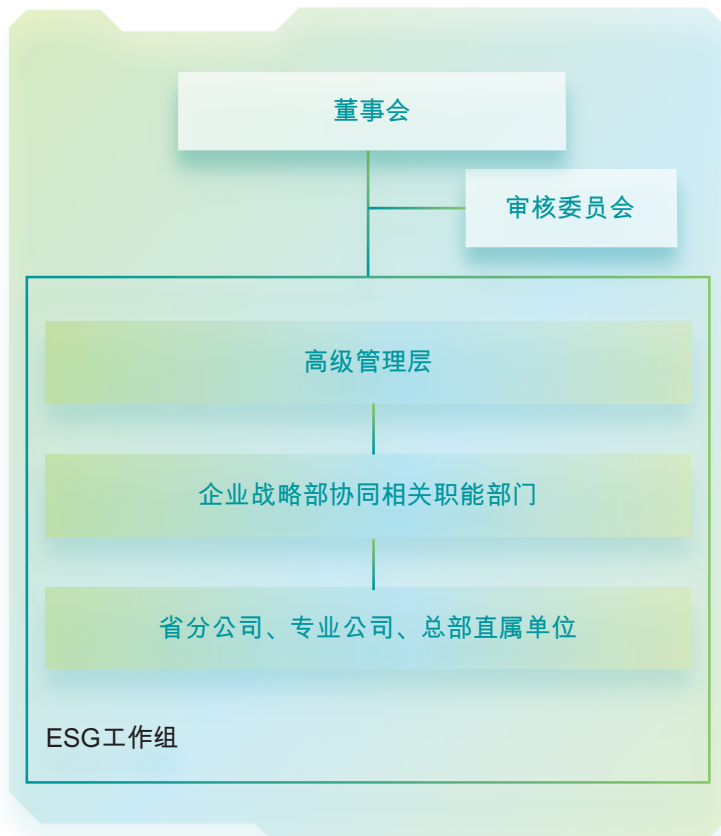 董事会
审核委员会
高级管理层
企业战略部协同相关职能部门
省分公司、专业公司、总部直属单位
ESG工作组